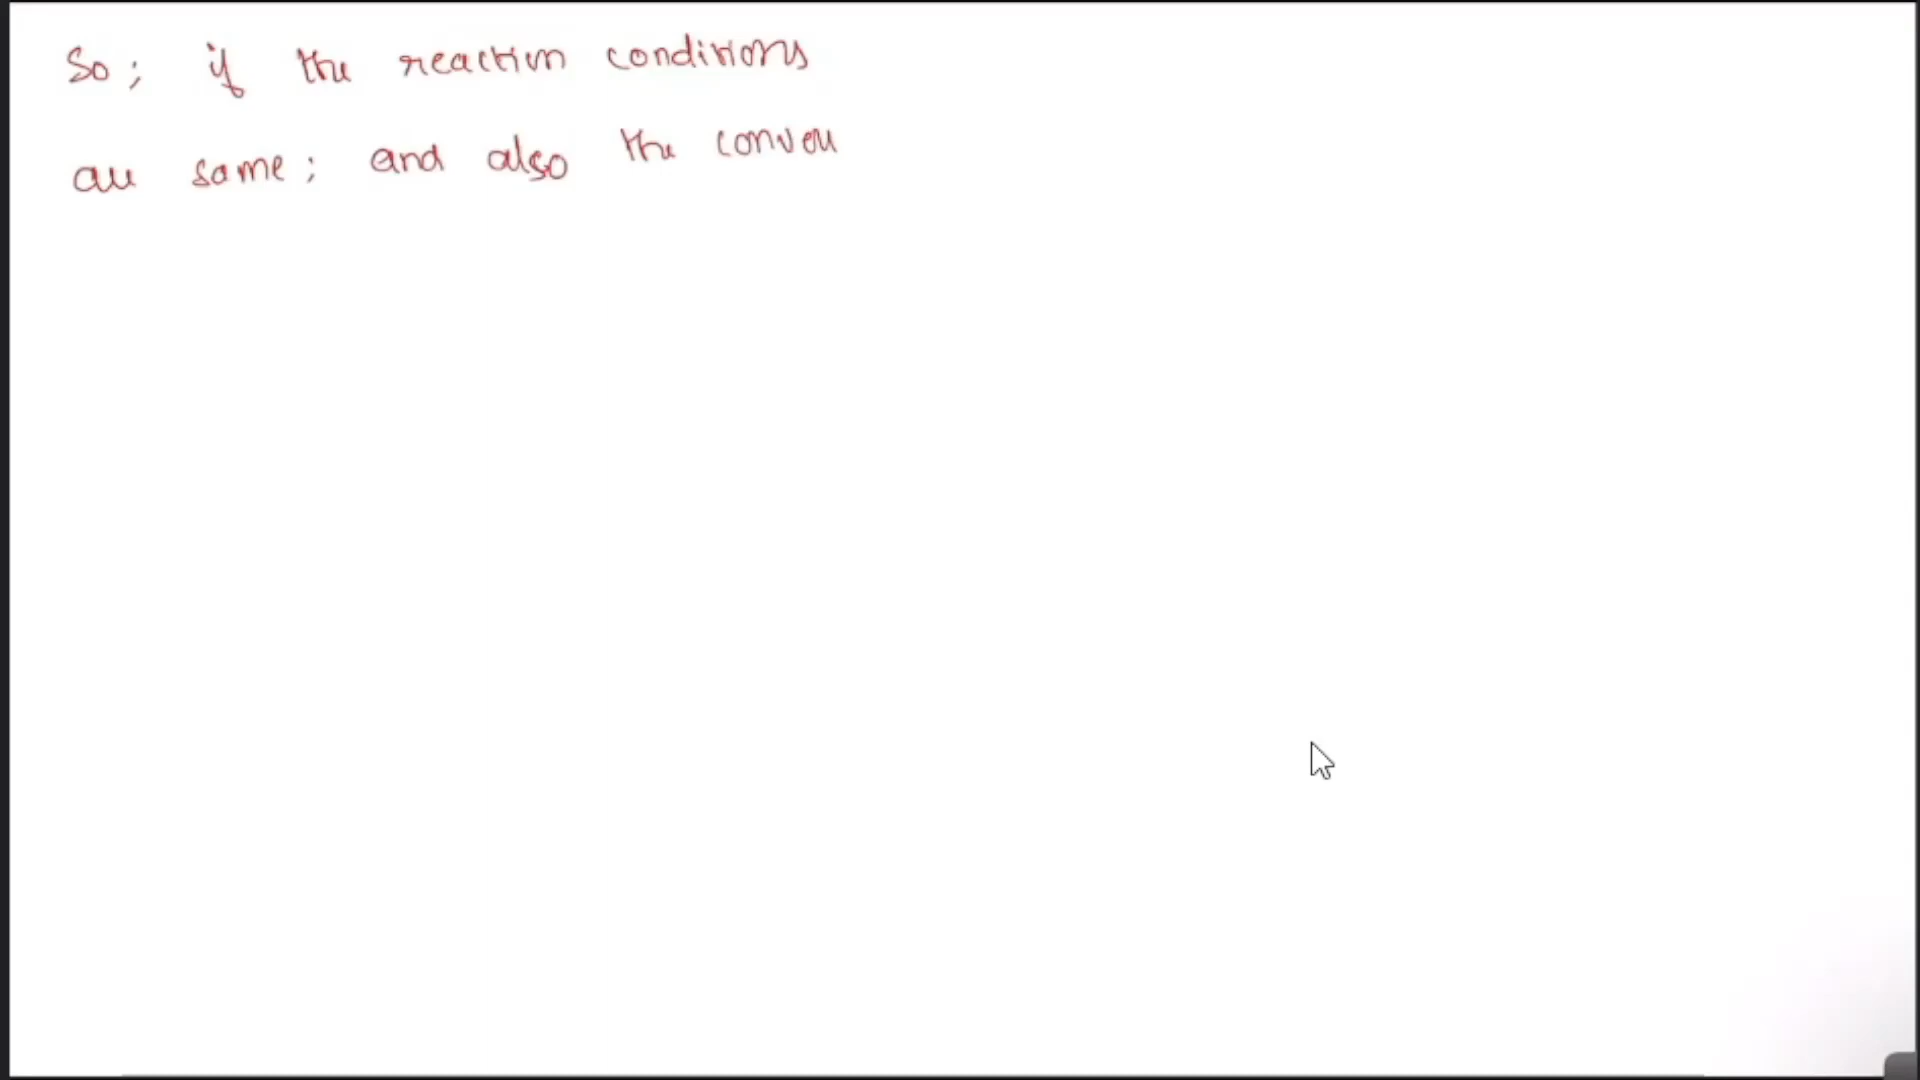 So; if the reaction conditions
are same; and also the conver